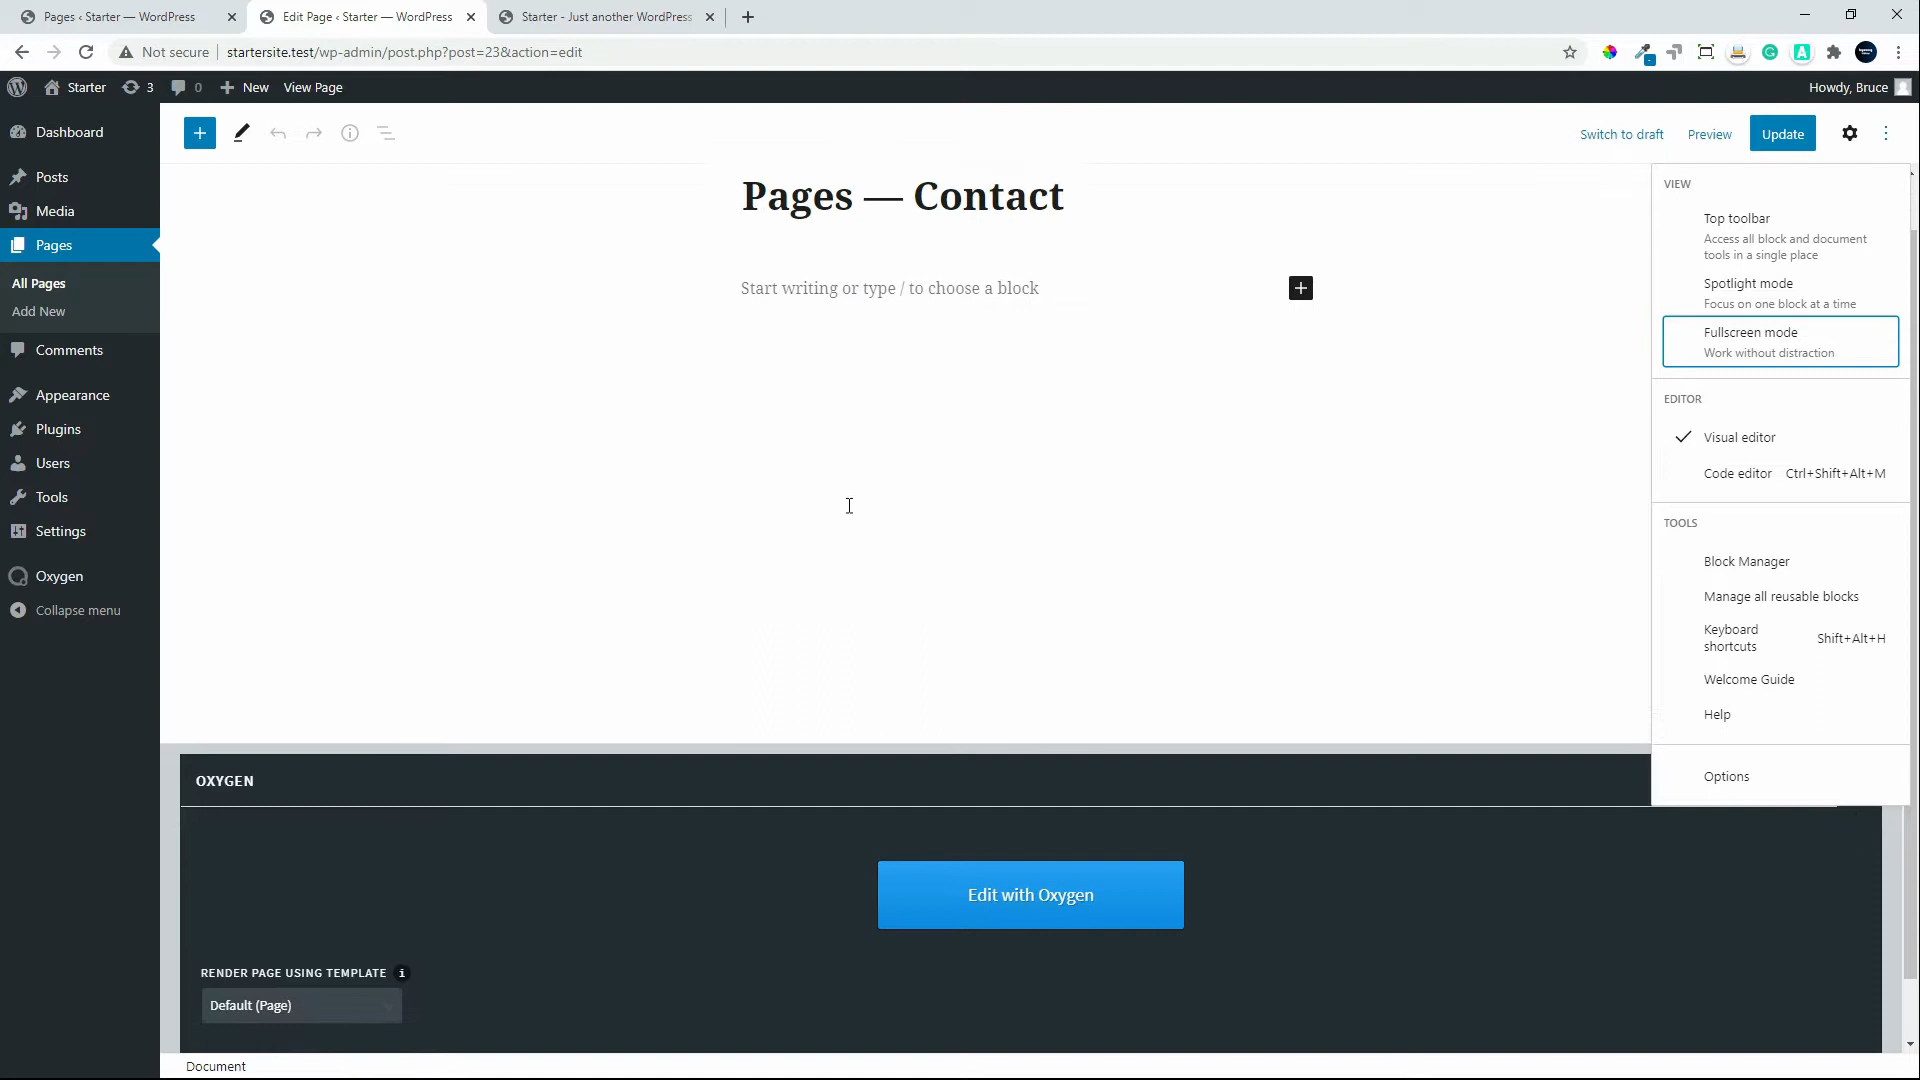 Pages ‹ Starter — WordPress
Edit Page ‹ Starter — WordPress
Starter - Just another WordPress
Not secure
startersite.test/wp-admin/post.php?post=23&action=edit
Starter
3
0
New
View Page
Howdy, Bruce
Dashboard
Posts
Media
Pages
All Pages
Add New
Comments
Appearance
Plugins
Users
Tools
Settings
Oxygen
Collapse menu
Switch to draft
Preview
Update
Pages — Contact
Start writing or type / to choose a block
VIEW
Top toolbar
Access all block and document
tools in a single place
Spotlight mode
Focus on one block at a time
Fullscreen mode
Work without distraction
EDITOR
Visual editor
Code editor Ctrl+Shift+Alt+M
TOOLS
Block Manager
Manage all reusable blocks
Keyboard
shortcuts
Shift+Alt+H
Welcome Guide
Help
Options
OXYGEN
Edit with Oxygen
RENDER PAGE USING TEMPLATE
Default (Page)
Document